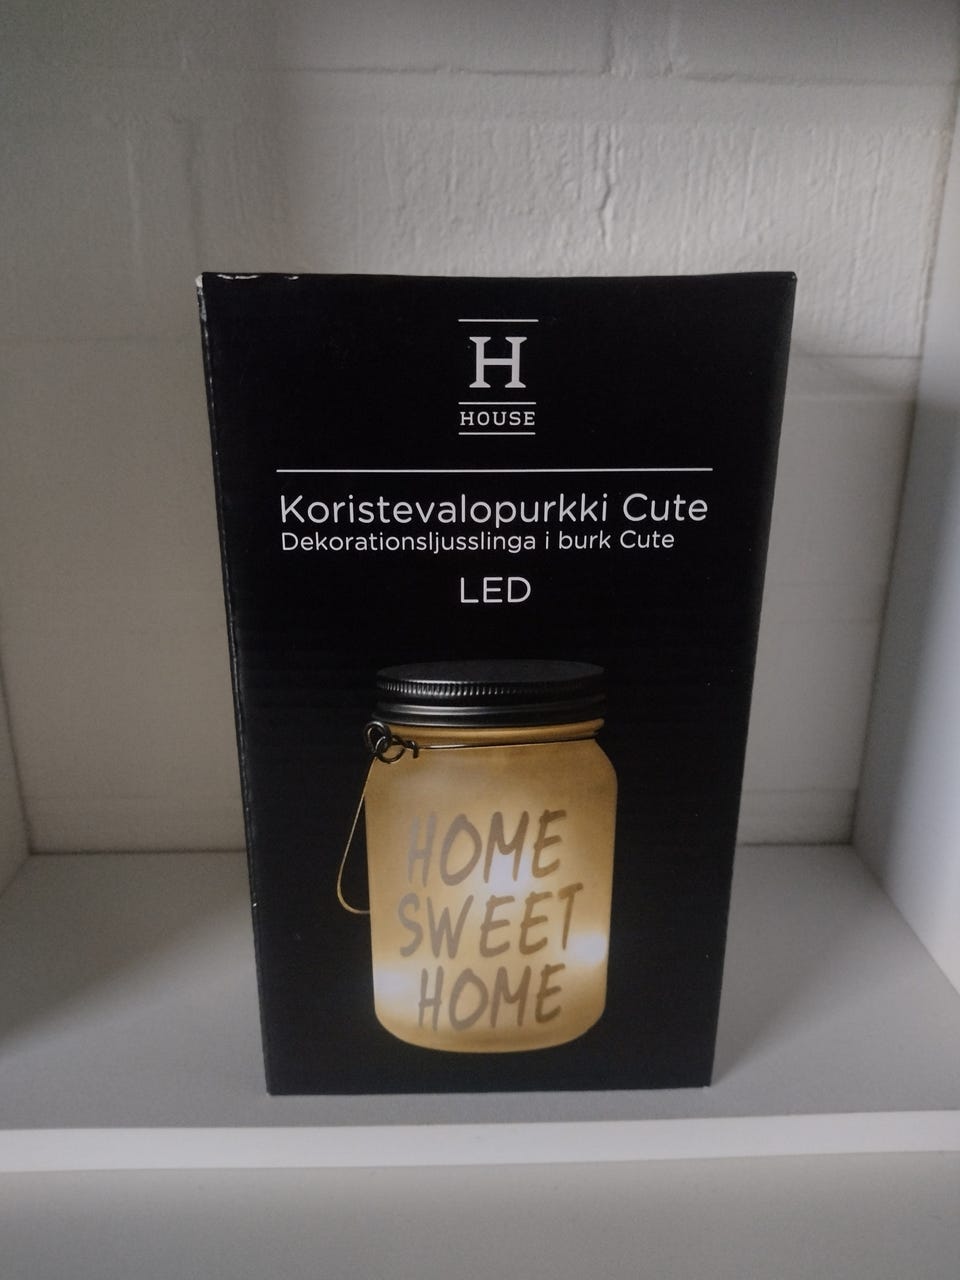 H
HOUSE
Koristevalopurkki Cute
Dekorationsljusslinga i burk Cute
LED
HOME
SWEET
HOME